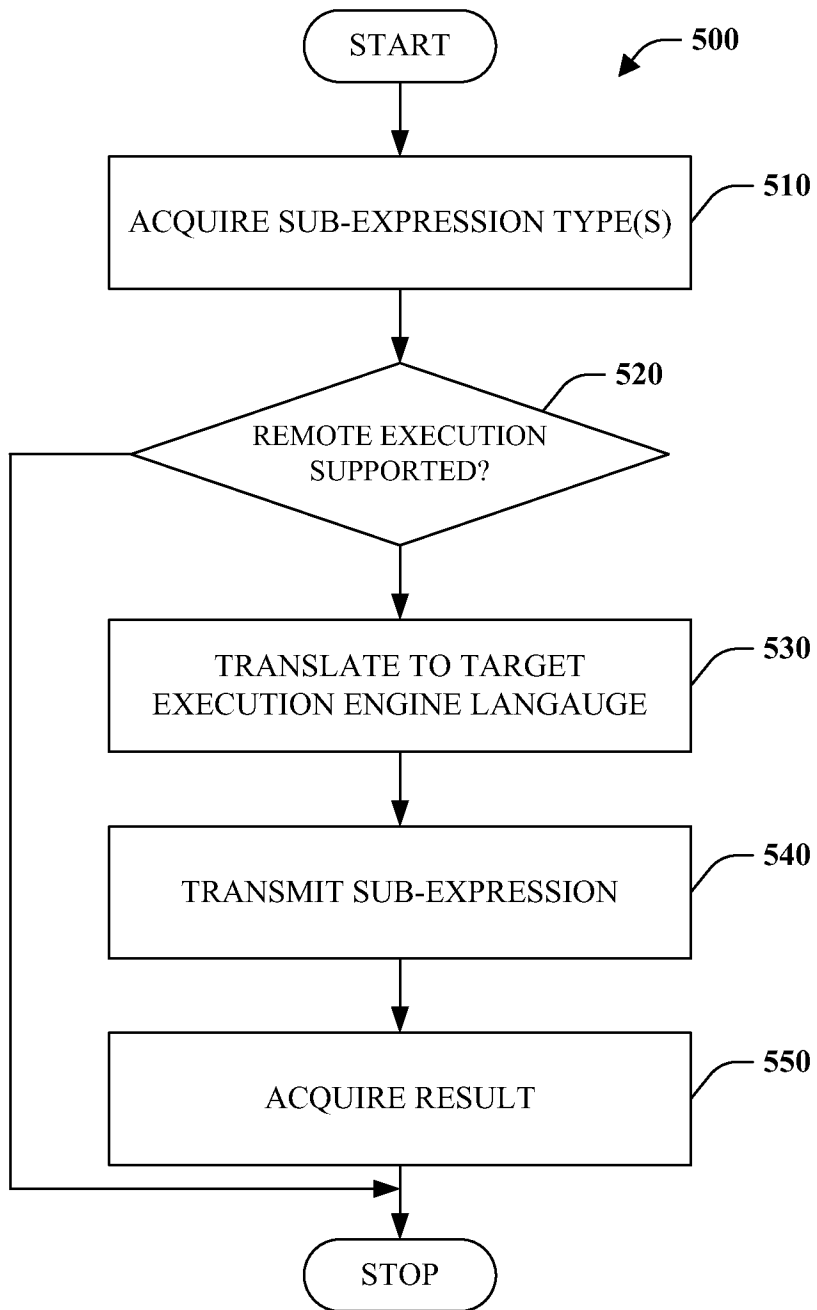 START
500
ACQUIRE SUB-EXPRESSION TYPE(S)
510
520
REMOTE EXECUTION
SUPPORTED?
530
TRANSLATE TO TARGET
EXECUTION ENGINE LANGAUGE
540
TRANSMIT SUB-EXPRESSION
550
ACQUIRE RESULT
STOP